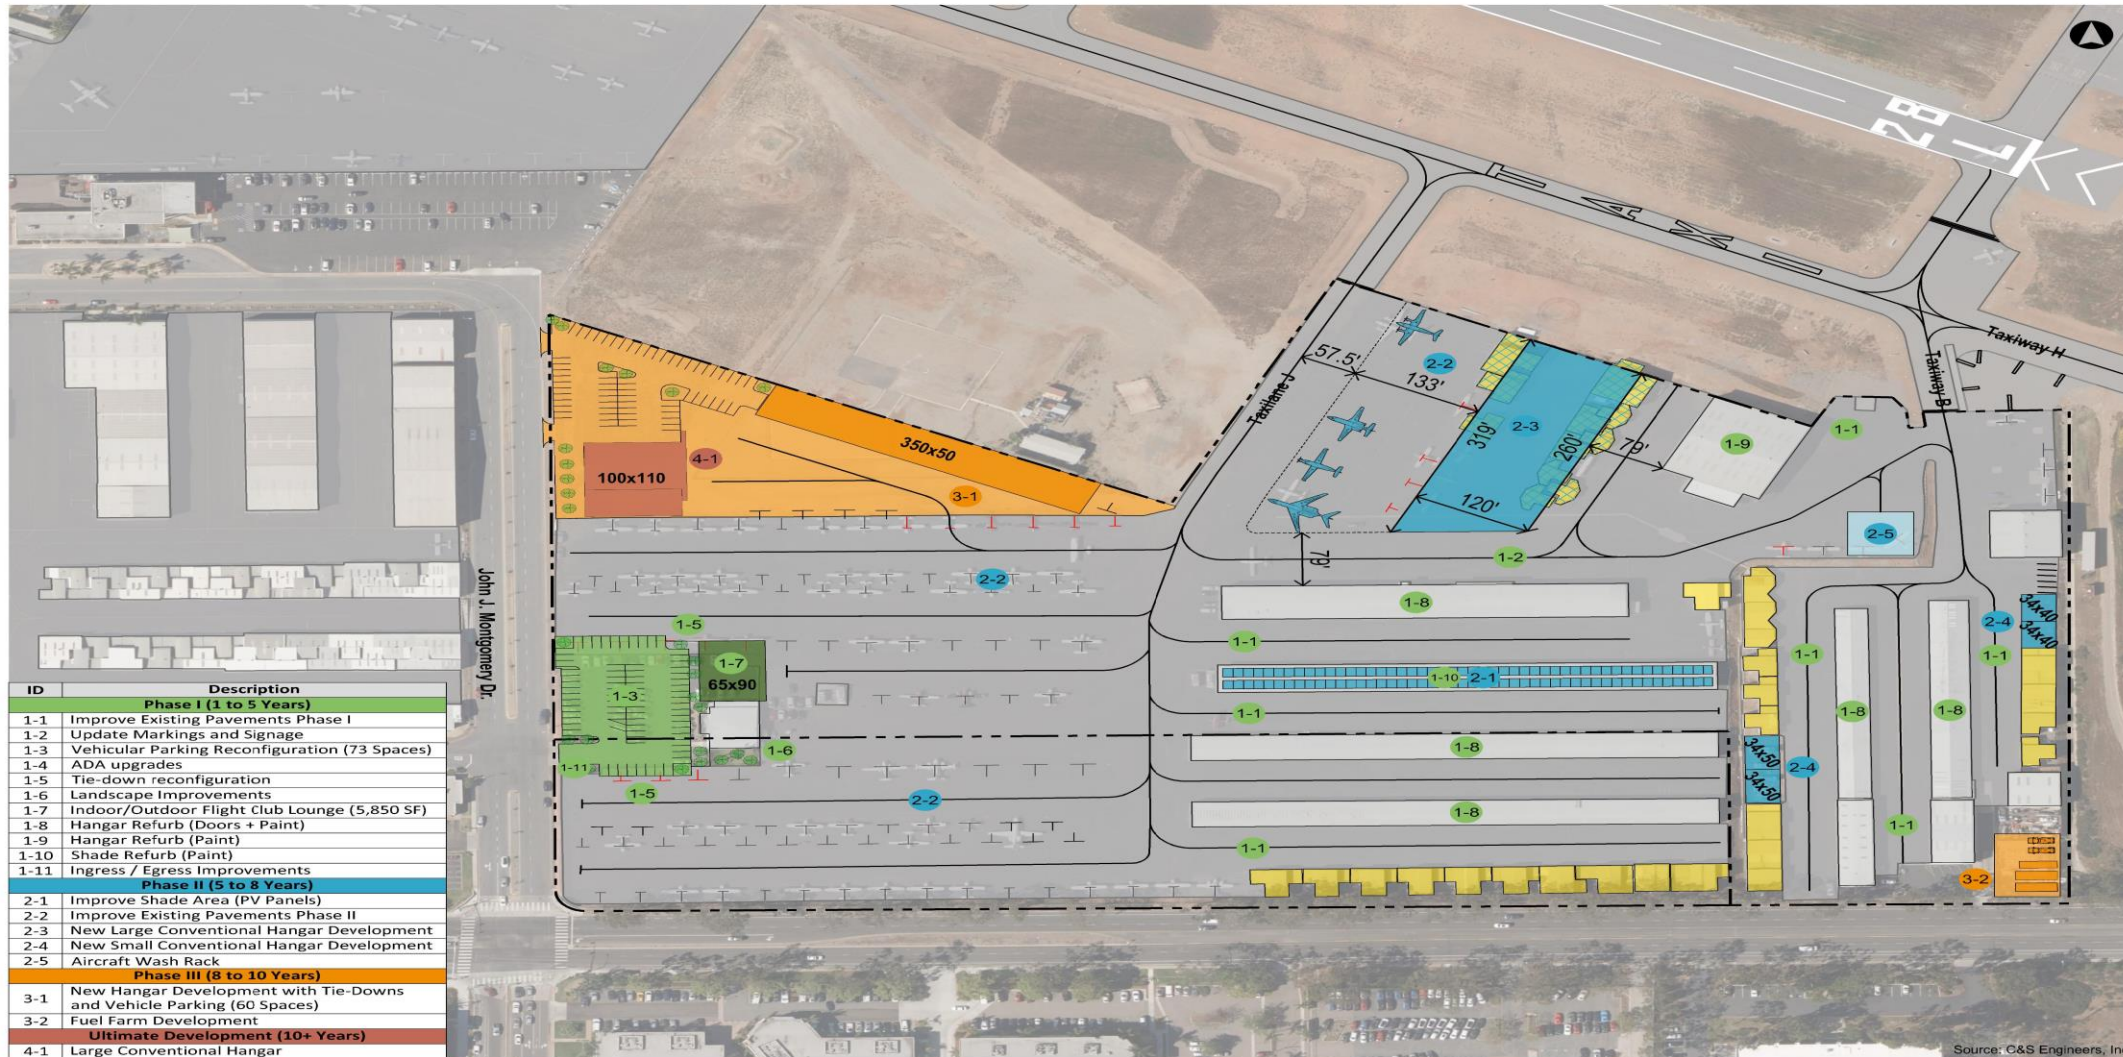 28L
TAXI
Taxiway H
Taxilane B
Taxilane J
57.5'
133'
2-2
319'
2-3
260'
79'
1-9
1-1
350x50
4-1
100x110
3-1
120'
2-5
79'
1-2
John J. Montgomery Dr.
2-2
1-8
34x40
34x40
2-4
1-5
1-1
1-1
1-1
1-7
65x90
1-3
1-10
2-1
1-1
1-8
1-8
1-6
1-8
34x50
34x50
2-4
1-11
1-5
2-2
1-8
1-1
1-1
3-2
ID Description
Phase I (1 to 5 Years)
1-1 Improve Existing Pavements Phase I
1-2 Update Markings and Signage
1-3 Vehicular Parking Reconfiguration (73 Spaces)
1-4 ADA upgrades
1-5 Tie-down reconfiguration
1-6 Landscape Improvements
1-7 Indoor/Outdoor Flight Club Lounge (5,850 SF)
1-8 Hangar Refurb (Doors + Paint)
1-9 Hangar Refurb (Paint)
1-10 Shade Refurb (Paint)
1-11 Ingress / Egress Improvements
Phase II (5 to 8 Years)
2-1 Improve Shade Area (PV Panels)
2-2 Improve Existing Pavements Phase II
2-3 New Large Conventional Hangar Development
2-4 New Small Conventional Hangar Development
2-5 Aircraft Wash Rack
Phase III (8 to 10 Years)
3-1 New Hangar Development with Tie-Downs
and Vehicle Parking (60 Spaces)
3-2 Fuel Farm Development
Ultimate Development (10+ Years)
4-1 Large Conventional Hangar
Source: C&S Engineers, In